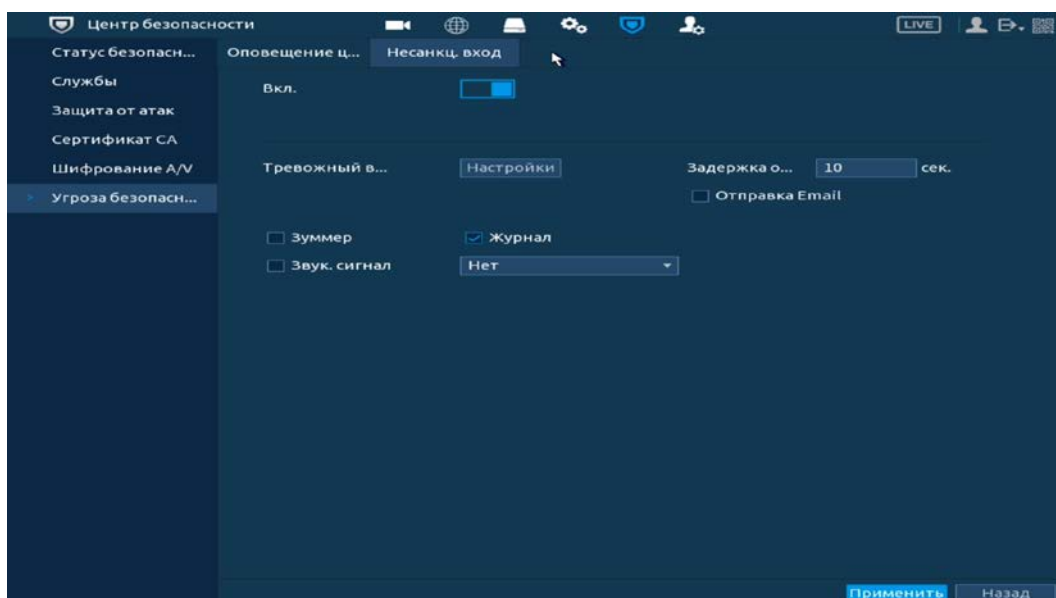 Центр безопасности
LIVE
Статус безопасн...
Оповещение ц...
Несанкц. вход
Службы
Вкл.
Защита от атак
Сертификат CA
Шифрование A/V
Тревожный в...
Настройки
Задержка о...
10
сек.
Угроза безопасн...
Отправка Email
Зуммер
Журнал
Звук. сигнал
Нет
Применить
Назад